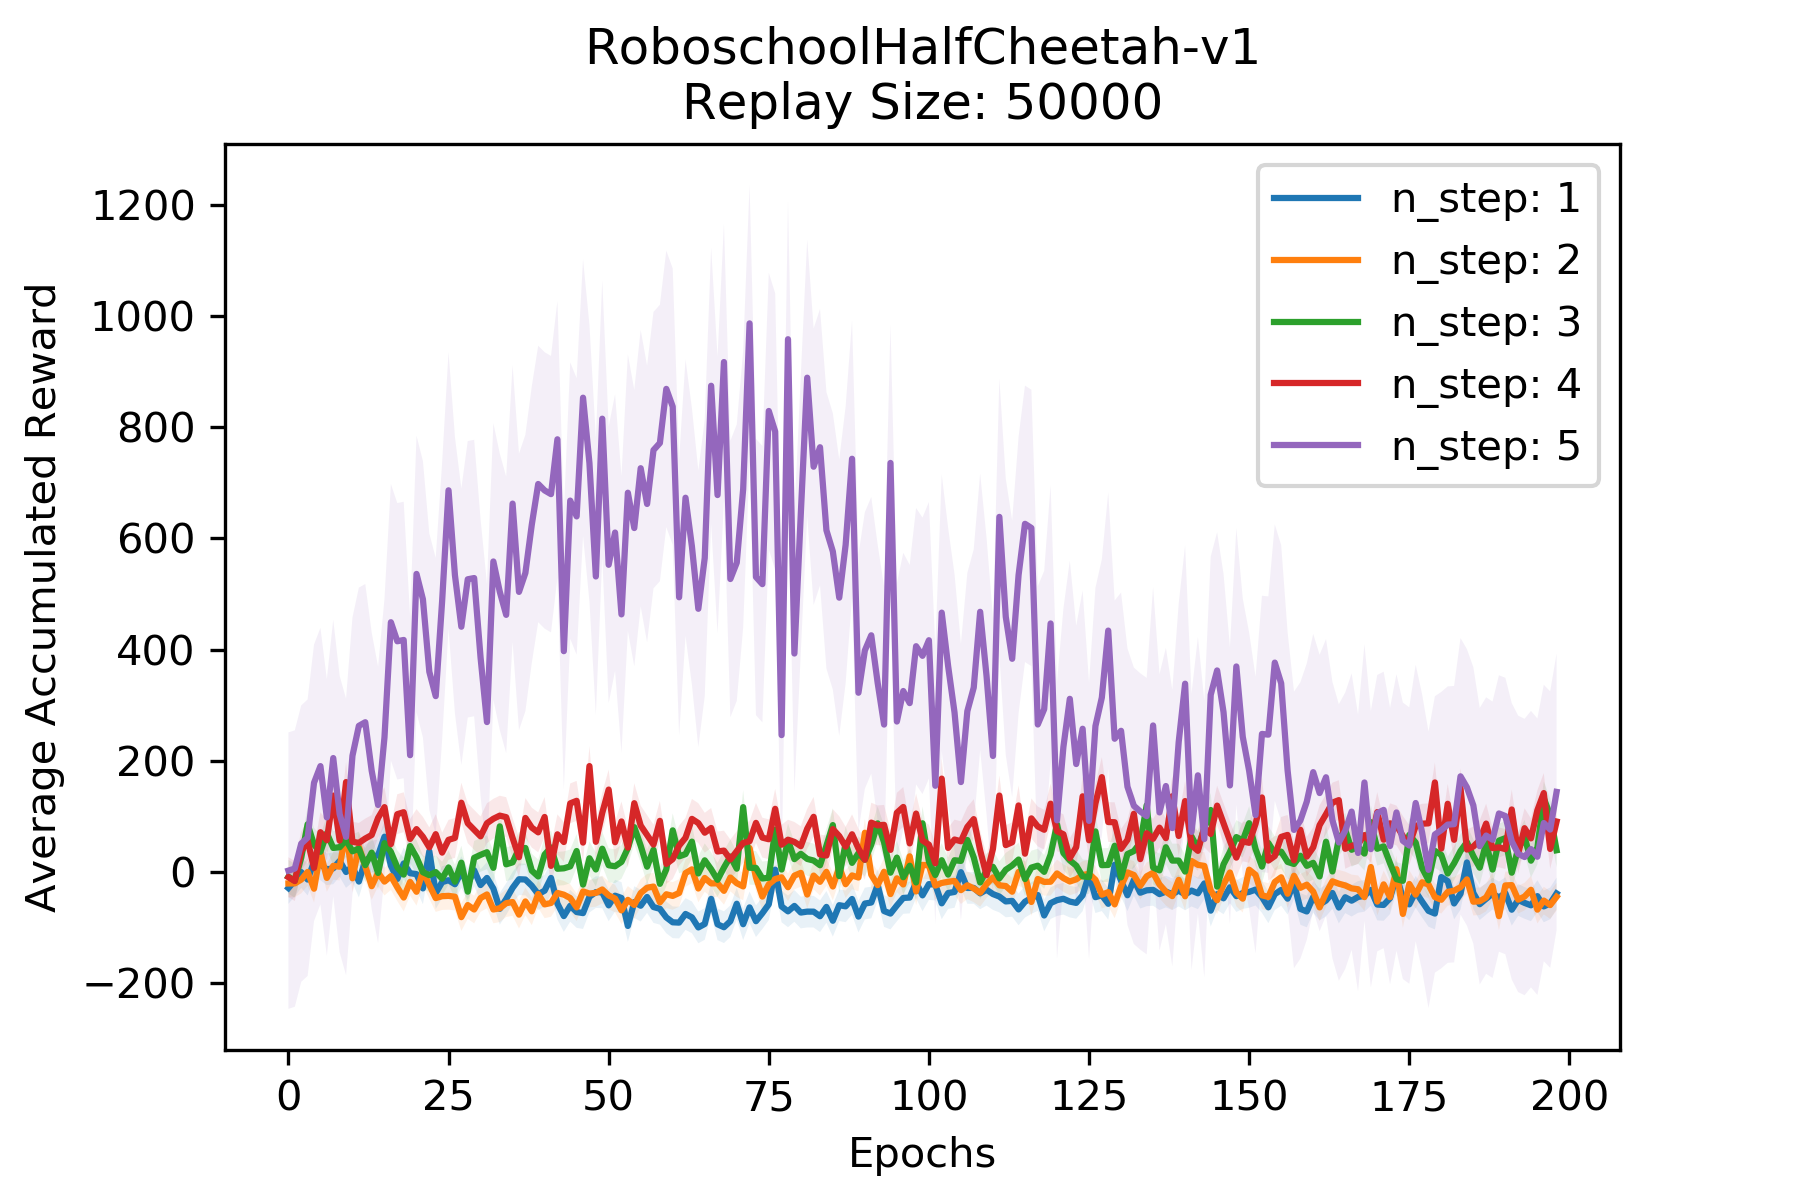 RoboschoolHalfCheetah-v1
Replay Size: 50000
Average Accumulated Reward
1200
1000
800
600
400
200
0
−200
n_step: 1
n_step: 2
n_step: 3
n_step: 4
n_step: 5
0 25 50 75 100 125 150 175 200
Epochs